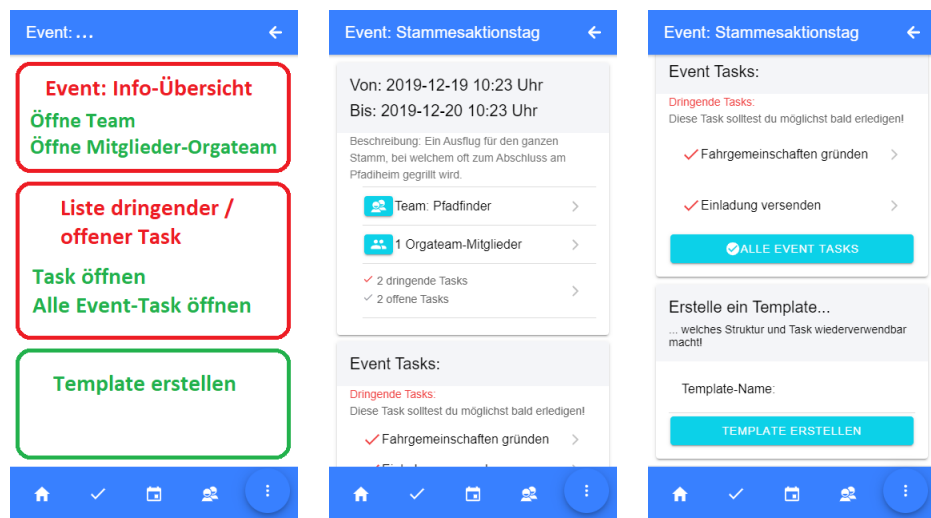 Event: ...
Event: Info-Übersicht
Öffne Team
Öffne Mitglieder-Orgateam
Liste dringender /
offener Task
Task öffnen
Alle Event-Task öffnen
Template erstellen
Event: Stammesaktionstag
Von: 2019-12-19 10:23 Uhr
Bis: 2019-12-20 10:23 Uhr
Beschreibung: Ein Ausflug für den ganzen
Stamm, bei welchem oft zum Abschluss am
Pfadiheim gegrillt wird.
Team: Pfadfinder
1 Orgateam-Mitglieder
2 dringende Tasks
2 offene Tasks
Event Tasks:
Dringende Tasks:
Diese Task solltest du möglichst bald erledigen!
Fahrgemeinschaften gründen
Event: Stammesaktionstag
Event Tasks:
Dringende Tasks:
Diese Task solltest du möglichst bald erledigen!
Fahrgemeinschaften gründen
Einladung versenden
ALLE EVENT TASKS
Erstelle ein Template...
... welches Struktur und Task wiederverwendbar
macht!
Template-Name:
TEMPLATE ERSTELLEN